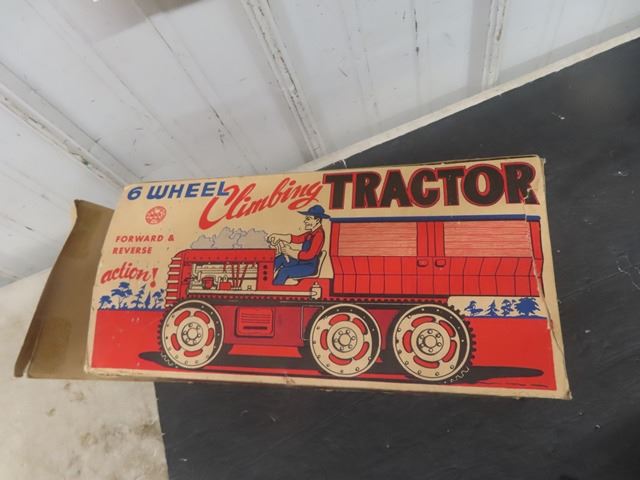 6 WHEEL Climbing TRACTOR
FORWARD &
REVERSE
action!